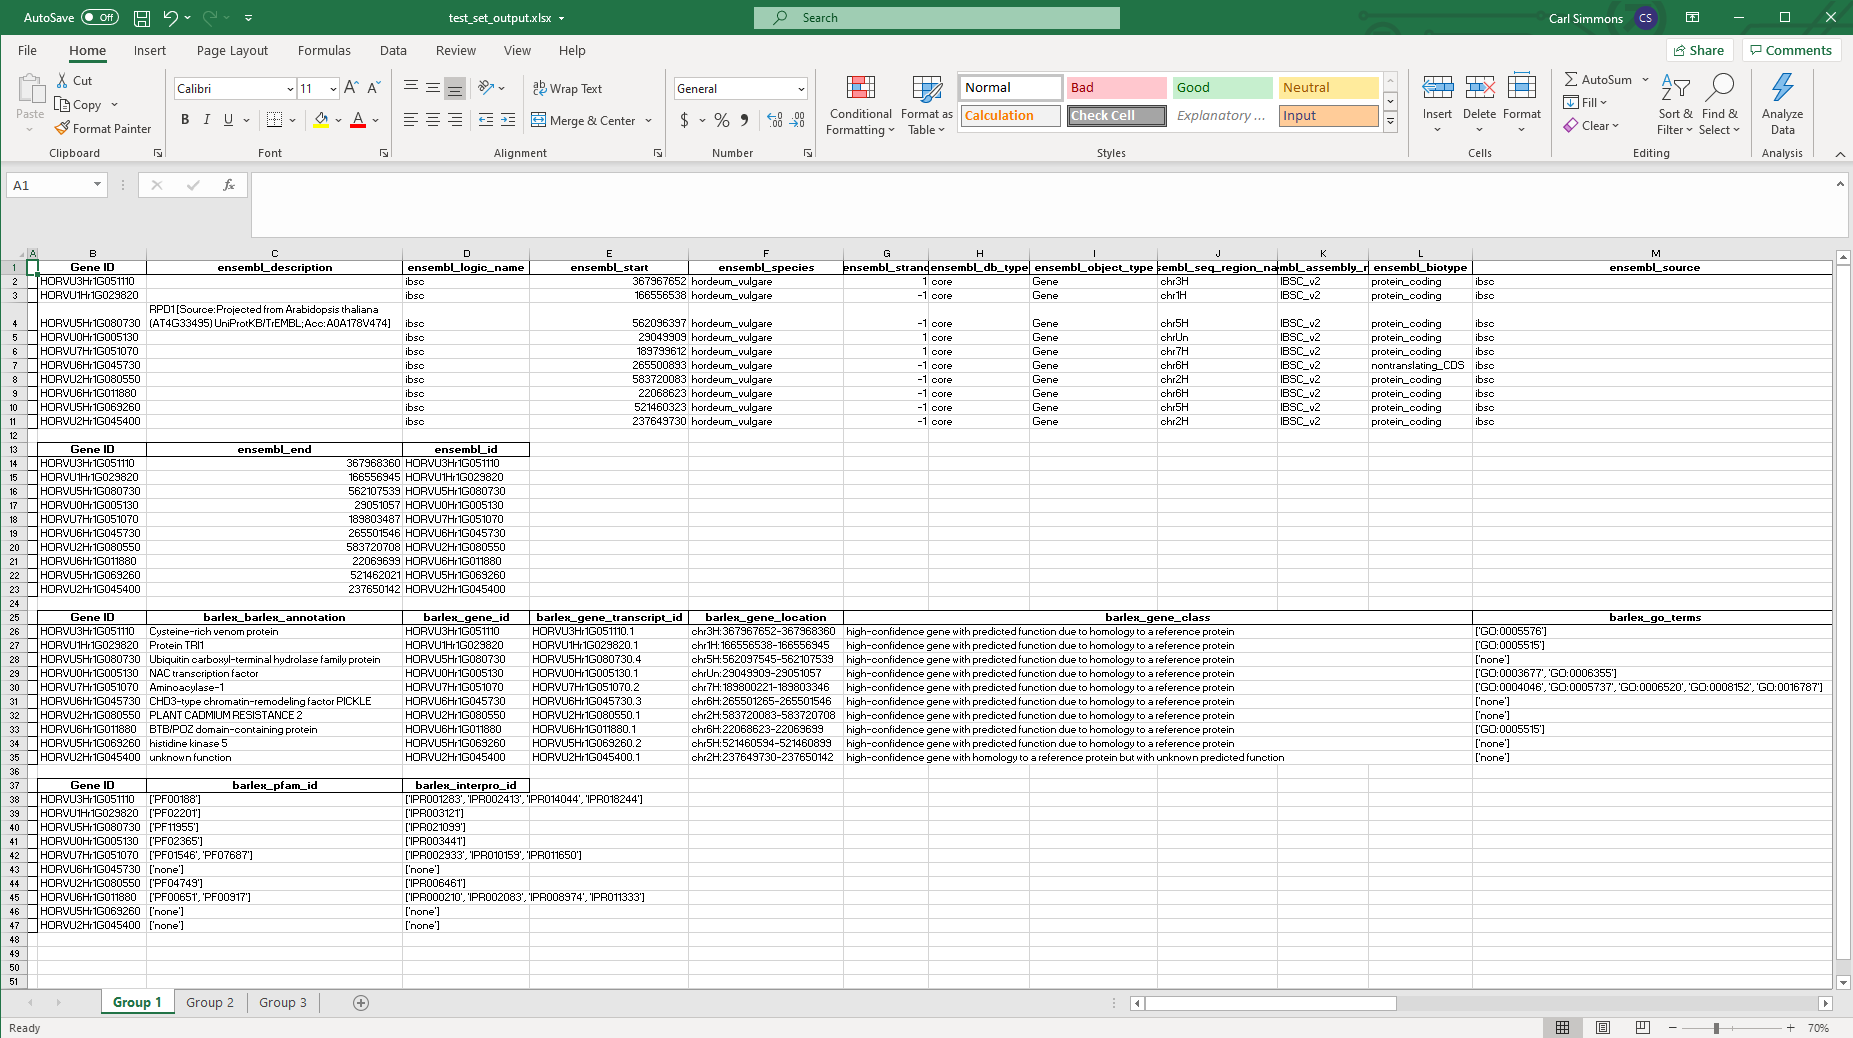 AutoSave Off test_set_output.xlsx Search Carl Simmons CS
File Home Insert Page Layout Formulas Data Review View Help Share Comments
Paste Cut Copy Format Painter Clipboard
Calibri 11 A A B I U A Font
ab Wrap Text Merge & Center Alignment
General $ % Number
Conditional Formatting Format as Table
Normal Bad Good Neutral
Calculation Check Cell Explanatory ... Input
Styles
Insert Delete Format Cells
AutoSum Fill Clear Sort & Filter Find & Select Editing
Analyze Data Analysis
A1 fx
A B C D E F G H I J K L M
1 Gene ID ensembl_description ensembl_logic_name ensembl_start ensembl_species ensembl_stranc ensembl_db_type ensembl_object_type sembl_seq_region_na mbl_assembly_r ensembl_biotype ensembl_source
2 HORVU3Hr1G051110 ibsc 367967652 hordeum_vulgare 1 core Gene chr3H IBSC_v2 protein_coding ibsc
3 HORVU1Hr1G029820 ibsc 166556538 hordeum_vulgare -1 core Gene chr1H IBSC_v2 protein_coding ibsc
RPD1 [Source:Projected from Arabidopsis thaliana
4 HORVU5Hr1G080730 (AT4G33495) UniProtKB/TrEMBL;Acc:A0A178V474] ibsc 562096397 hordeum_vulgare -1 core Gene chr5H IBSC_v2 protein_coding ibsc
5 HORVU0Hr1G005130 ibsc 29049909 hordeum_vulgare 1 core Gene chrUn IBSC_v2 protein_coding ibsc
6 HORVU7Hr1G051070 ibsc 189799612 hordeum_vulgare 1 core Gene chr7H IBSC_v2 protein_coding ibsc
7 HORVU6Hr1G045730 ibsc 265500893 hordeum_vulgare -1 core Gene chr6H IBSC_v2 nontranslating_CDS ibsc
8 HORVU2Hr1G080550 ibsc 583720083 hordeum_vulgare -1 core Gene chr2H IBSC_v2 protein_coding ibsc
9 HORVU6Hr1G011880 ibsc 22068623 hordeum_vulgare -1 core Gene chr6H IBSC_v2 protein_coding ibsc
10 HORVU5Hr1G069260 ibsc 521460323 hordeum_vulgare -1 core Gene chr5H IBSC_v2 protein_coding ibsc
11 HORVU2Hr1G045400 ibsc 237649730 hordeum_vulgare -1 core Gene chr2H IBSC_v2 protein_coding ibsc
12
13 Gene ID ensembl_end ensembl_id
14 HORVU3Hr1G051110 367968360 HORVU3Hr1G051110
15 HORVU1Hr1G029820 166556945 HORVU1Hr1G029820
16 HORVU5Hr1G080730 562107539 HORVU5Hr1G080730
17 HORVU0Hr1G005130 29051057 HORVU0Hr1G005130
18 HORVU7Hr1G051070 189803487 HORVU7Hr1G051070
19 HORVU6Hr1G045730 265501546 HORVU6Hr1G045730
20 HORVU2Hr1G080550 583720708 HORVU2Hr1G080550
21 HORVU6Hr1G011880 22069699 HORVU6Hr1G011880
22 HORVU5Hr1G069260 521462021 HORVU5Hr1G069260
23 HORVU2Hr1G045400 237650142 HORVU2Hr1G045400
24
25 Gene ID barlex_barlex_annotation barlex_gene_id barlex_gene_transcript_id barlex_gene_location barlex_gene_class barlex_go_terms
26 HORVU3Hr1G051110 Cysteine-rich venom protein HORVU3Hr1G051110 HORVU3Hr1G051110.1 chr3H:367967652-367968360 high-confidence gene with predicted function due to homology to a reference protein ['GO:0005576']
27 HORVU1Hr1G029820 Protein TRI1 HORVU1Hr1G029820 HORVU1Hr1G029820.1 chr1H:166556538-166556945 high-confidence gene with predicted function due to homology to a reference protein ['GO:0005515']
28 HORVU5Hr1G080730 Ubiquitin carboxyl-terminal hydrolase family protein HORVU5Hr1G080730 HORVU5Hr1G080730.4 chr5H:562097545-562107539 high-confidence gene with predicted function due to homology to a reference protein ['none']
29 HORVU0Hr1G005130 NAC transcription factor HORVU0Hr1G005130 HORVU0Hr1G005130.1 chrUn:29049909-29051057 high-confidence gene with predicted function due to homology to a reference protein ['GO:0003677', 'GO:0006355']
30 HORVU7Hr1G051070 Aminoacylase-1 HORVU7Hr1G051070 HORVU7Hr1G051070.2 chr7H:189800221-189803346 high-confidence gene with predicted function due to homology to a reference protein ['GO:0004046', 'GO:0005737', 'GO:0006520', 'GO:0008152', 'GO:0016787']
31 HORVU6Hr1G045730 CHD3-type chromatin-remodeling factor PICKLE HORVU6Hr1G045730 HORVU6Hr1G045730.3 chr6H:265501265-265501546 high-confidence gene with predicted function due to homology to a reference protein ['none']
32 HORVU2Hr1G080550 PLANT CADMIUM RESISTANCE 2 HORVU2Hr1G080550 HORVU2Hr1G080550.1 chr2H:583720083-583720708 high-confidence gene with predicted function due to homology to a reference protein ['none']
33 HORVU6Hr1G011880 BTB/POZ domain-containing protein HORVU6Hr1G011880 HORVU6Hr1G011880.1 chr6H:22068623-22069699 high-confidence gene with predicted function due to homology to a reference protein ['GO:0005515']
34 HORVU5Hr1G069260 histidine kinase 5 HORVU5Hr1G069260 HORVU5Hr1G069260.2 chr5H:521460594-521460899 high-confidence gene with predicted function due to homology to a reference protein ['none']
35 HORVU2Hr1G045400 unknown function HORVU2Hr1G045400 HORVU2Hr1G045400.1 chr2H:237649730-237650142 high-confidence gene with homology to a reference protein but with unknown predicted function ['none']
36
37 Gene ID barlex_pfam_id barlex_interpro_id
38 HORVU3Hr1G051110 ['PF00188'] ['IPR001283', 'IPR002413', 'IPR014044', 'IPR018244']
39 HORVU1Hr1G029820 ['PF02201'] ['IPR003121']
40 HORVU5Hr1G080730 ['PF11955'] ['IPR021099']
41 HORVU0Hr1G005130 ['PF02365'] ['IPR003441']
42 HORVU7Hr1G051070 ['PF01546', 'PF07687'] ['IPR002933', 'IPR010159', 'IPR011650']
43 HORVU6Hr1G045730 ['none'] ['none']
44 HORVU2Hr1G080550 ['PF04749'] ['IPR006461']
45 HORVU6Hr1G011880 ['PF00651', 'PF00917'] ['IPR000210', 'IPR002083', 'IPR008974', 'IPR011333']
46 HORVU5Hr1G069260 ['none'] ['none']
47 HORVU2Hr1G045400 ['none'] ['none']
48
49
50
51
Group 1 Group 2 Group 3
Ready 70%